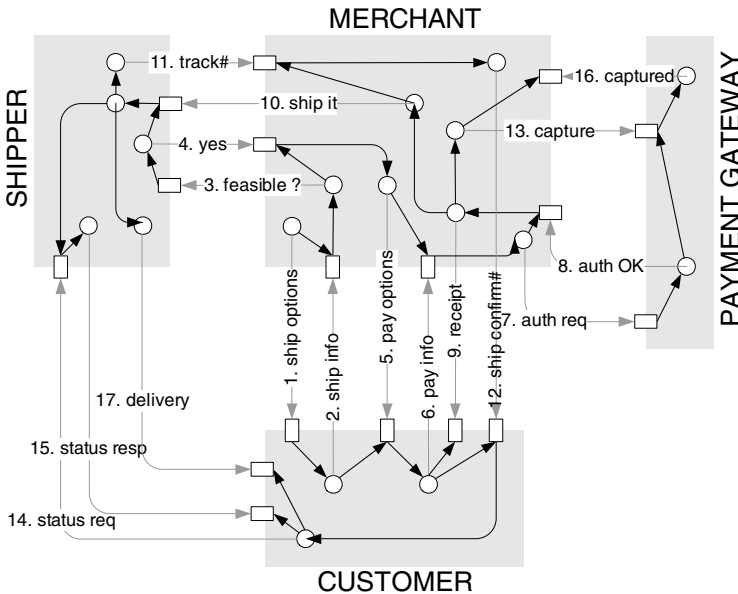 MERCHANT
SHIPPER
PAYMENT GATEWAY
11. track#
16. captured
10. ship it
13. capture
4. yes
3. feasible ?
8. auth OK
7. auth req
1. ship options
2. ship info
5. pay options
6. pay info
9. receipt
12. ship confirm#
17. delivery
15. status resp
14. status req
CUSTOMER